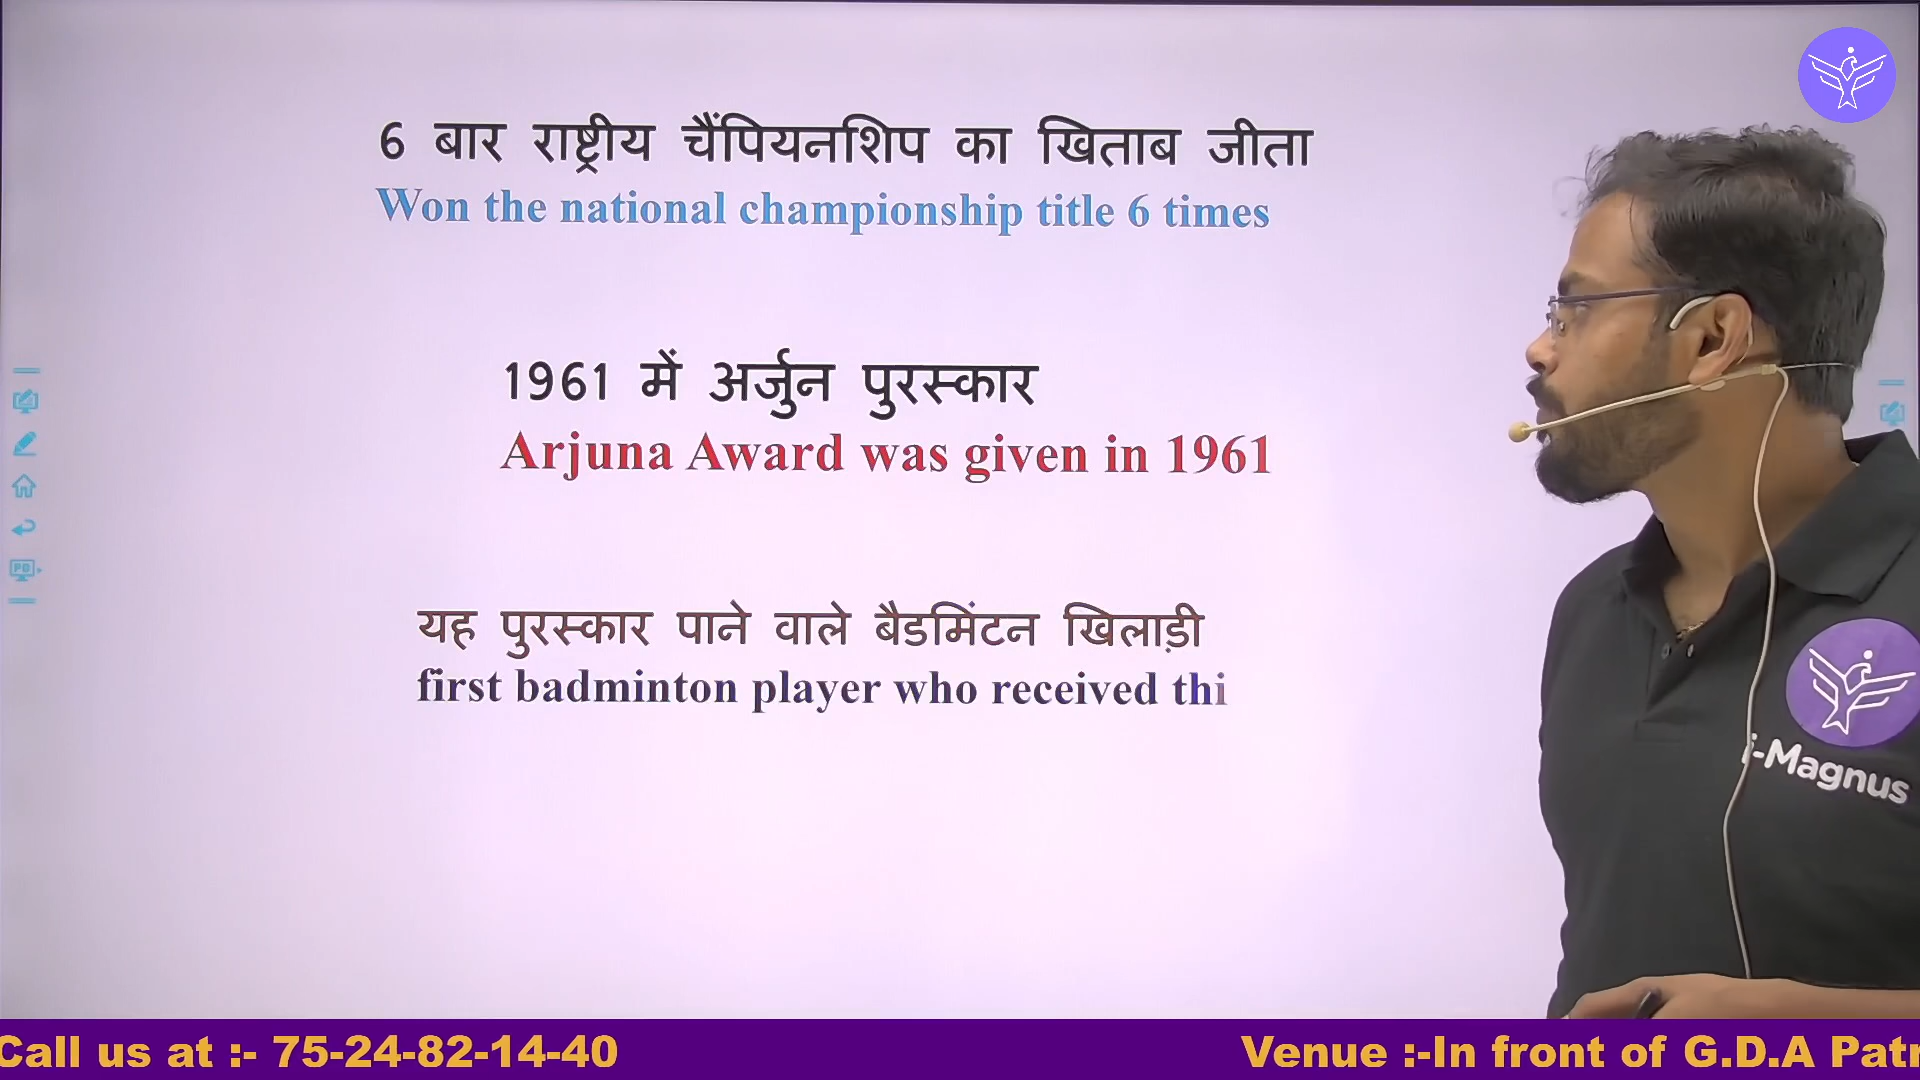 6 बार राष्ट्रीय चैंपियनशिप का खिताब जीता
Won the national championship title 6 times
1961 में अर्जुन पुरस्कार
Arjuna Award was given in 1961
यह पुरस्कार पाने वाले बैडमिंटन खिलाड़ी
first badminton player who received thi
i-Magnus
Call us at :- 75-24-82-14-40
Venue :-In front of G.D.A Pat